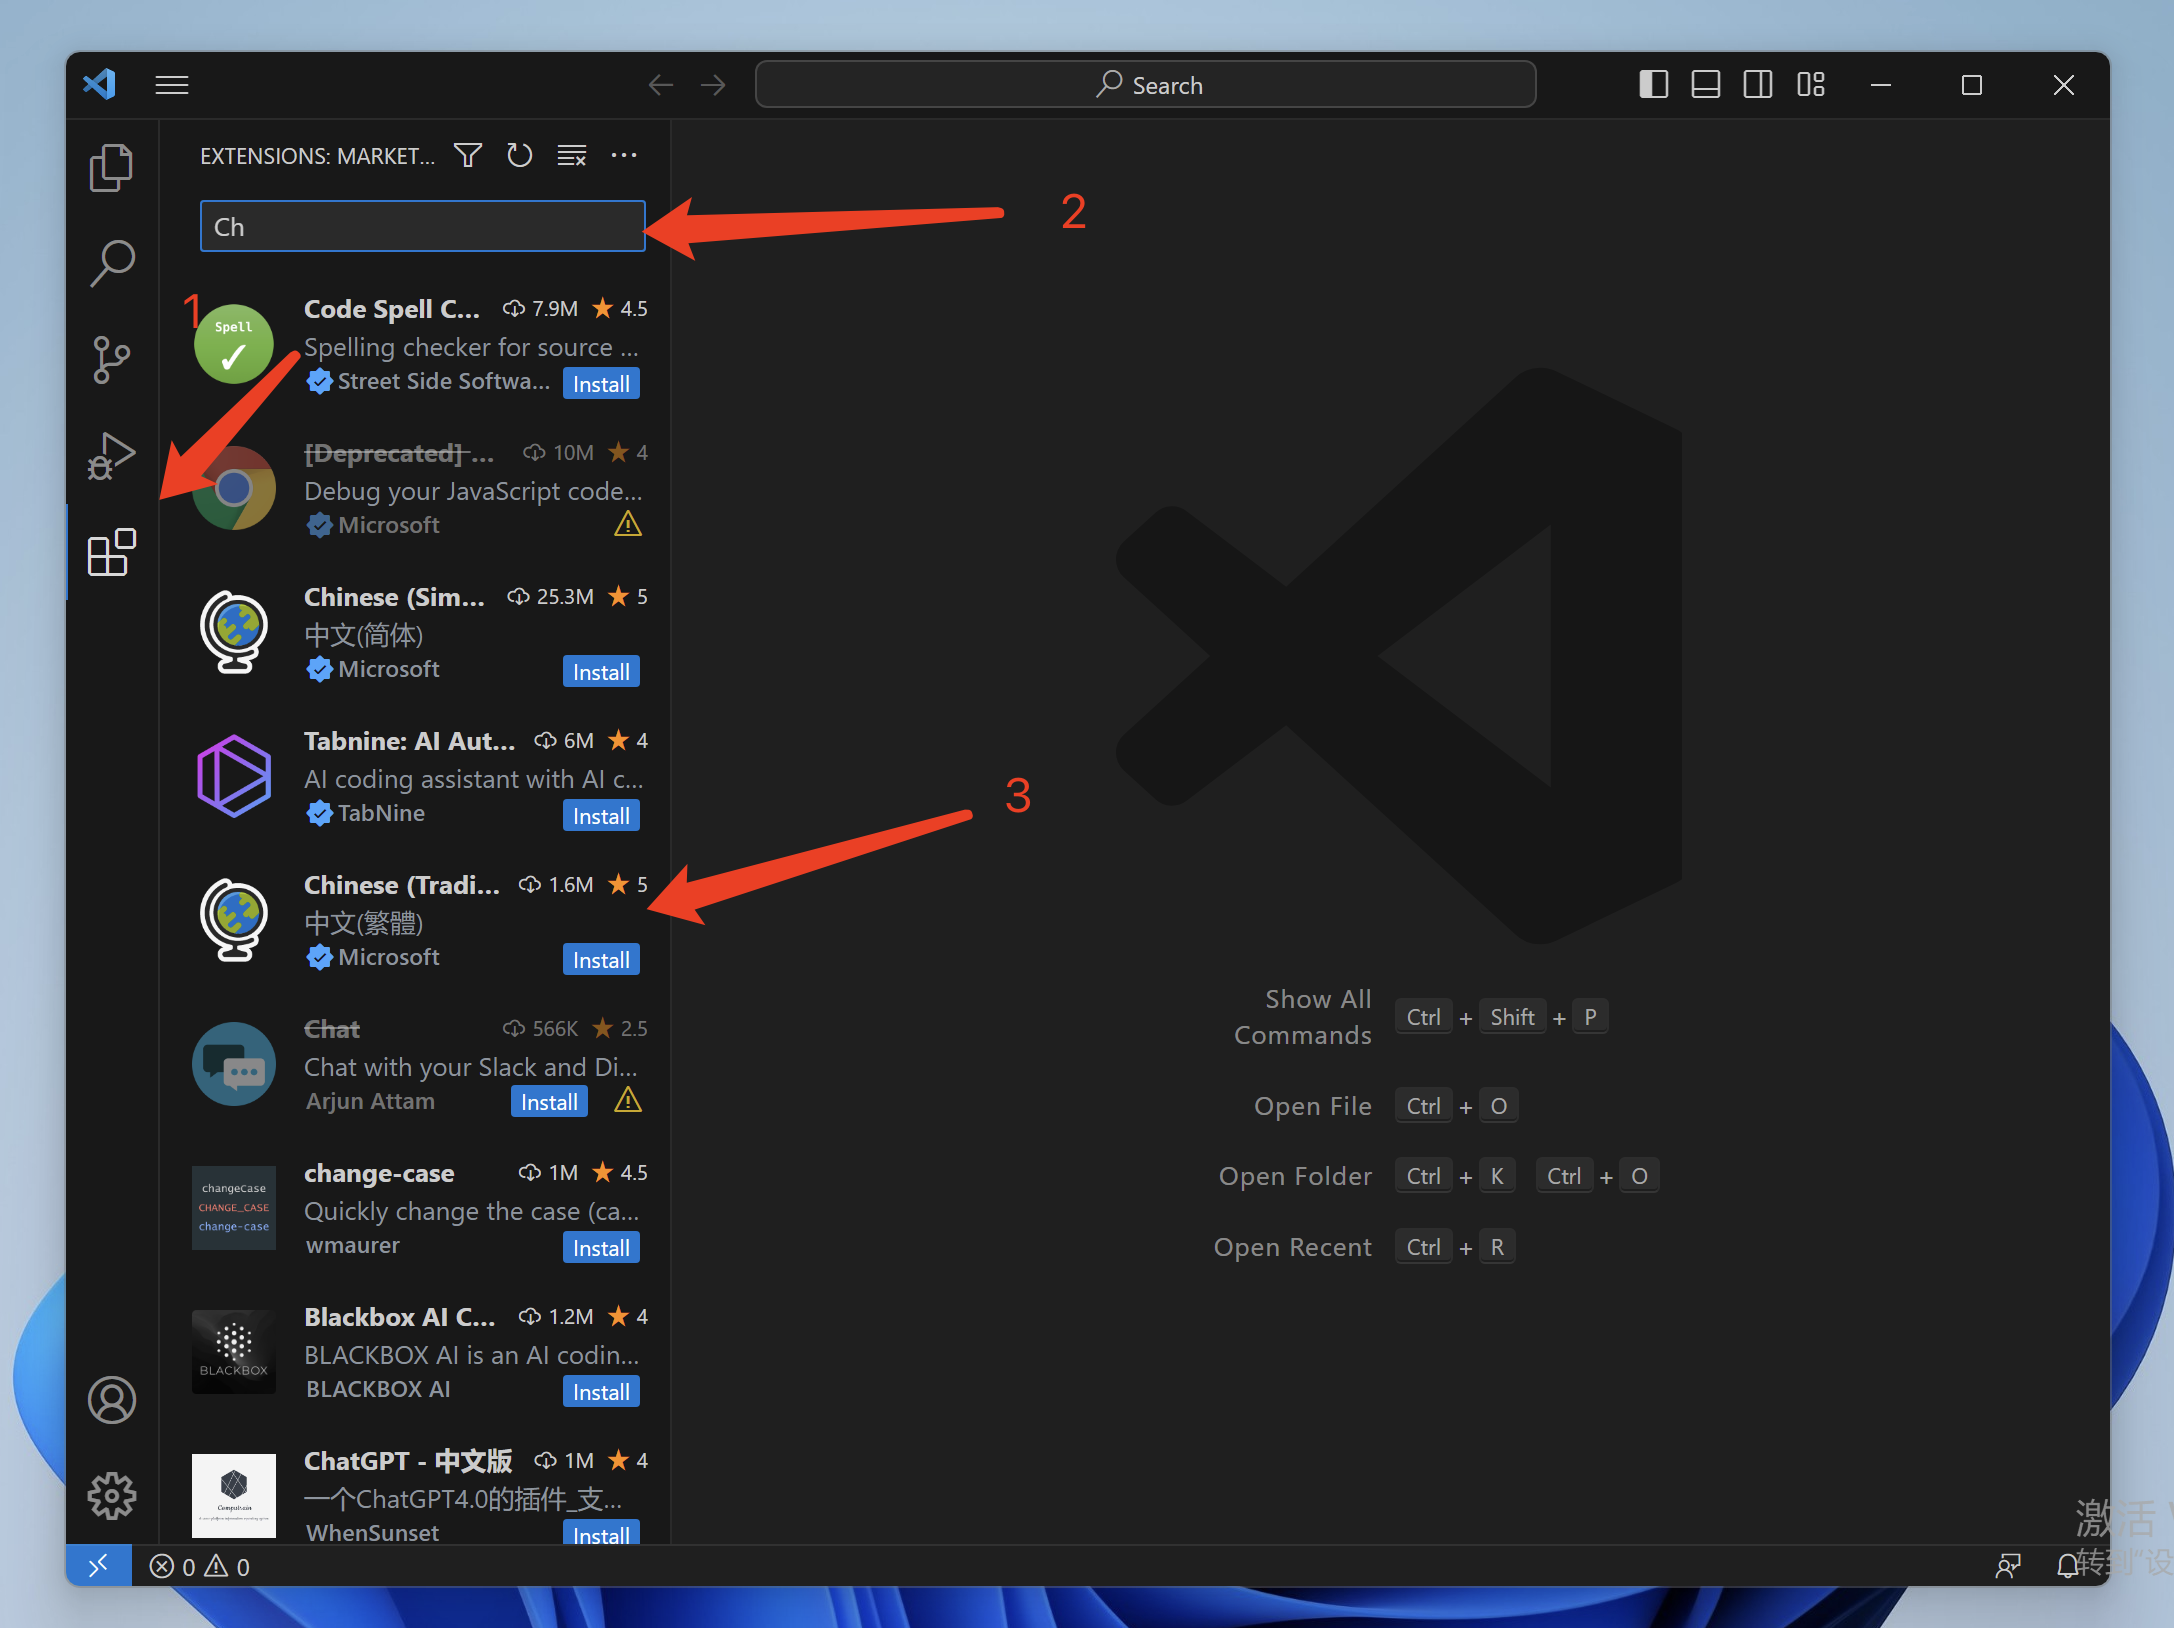 Search
EXTENSIONS: MARKET...
Ch
2
1
Spell
Code Spell C... 7.9M 4.5
Spelling checker for source ...
Street Side Softwa... Install
[Deprecated] ... 10M 4
Debug your JavaScript code...
Microsoft
Chinese (Sim... 25.3M 5
中文(简体)
Microsoft Install
Tabnine: AI Aut... 6M 4
AI coding assistant with AI c...
TabNine Install
3
Chinese (Tradi... 1.6M 5
中文(繁體)
Microsoft Install
Chat 566K 2.5
Chat with your Slack and Di...
Arjun Attam Install
change-case 1M 4.5
changeCase
CHANGE_CASE
change-case
Quickly change the case (ca...
wmaurer Install
Blackbox AI C... 1.2M 4
BLACKBOX
BLACKBOX AI is an AI codin...
BLACKBOX AI Install
ChatGPT - 中文版 1M 4
一个ChatGPT4.0的插件_支...
WhenSunset Install
Show All
Commands Ctrl + Shift + P
Open File Ctrl + O
Open Folder Ctrl + K Ctrl + O
Open Recent Ctrl + R
激活
转到"设
0 0